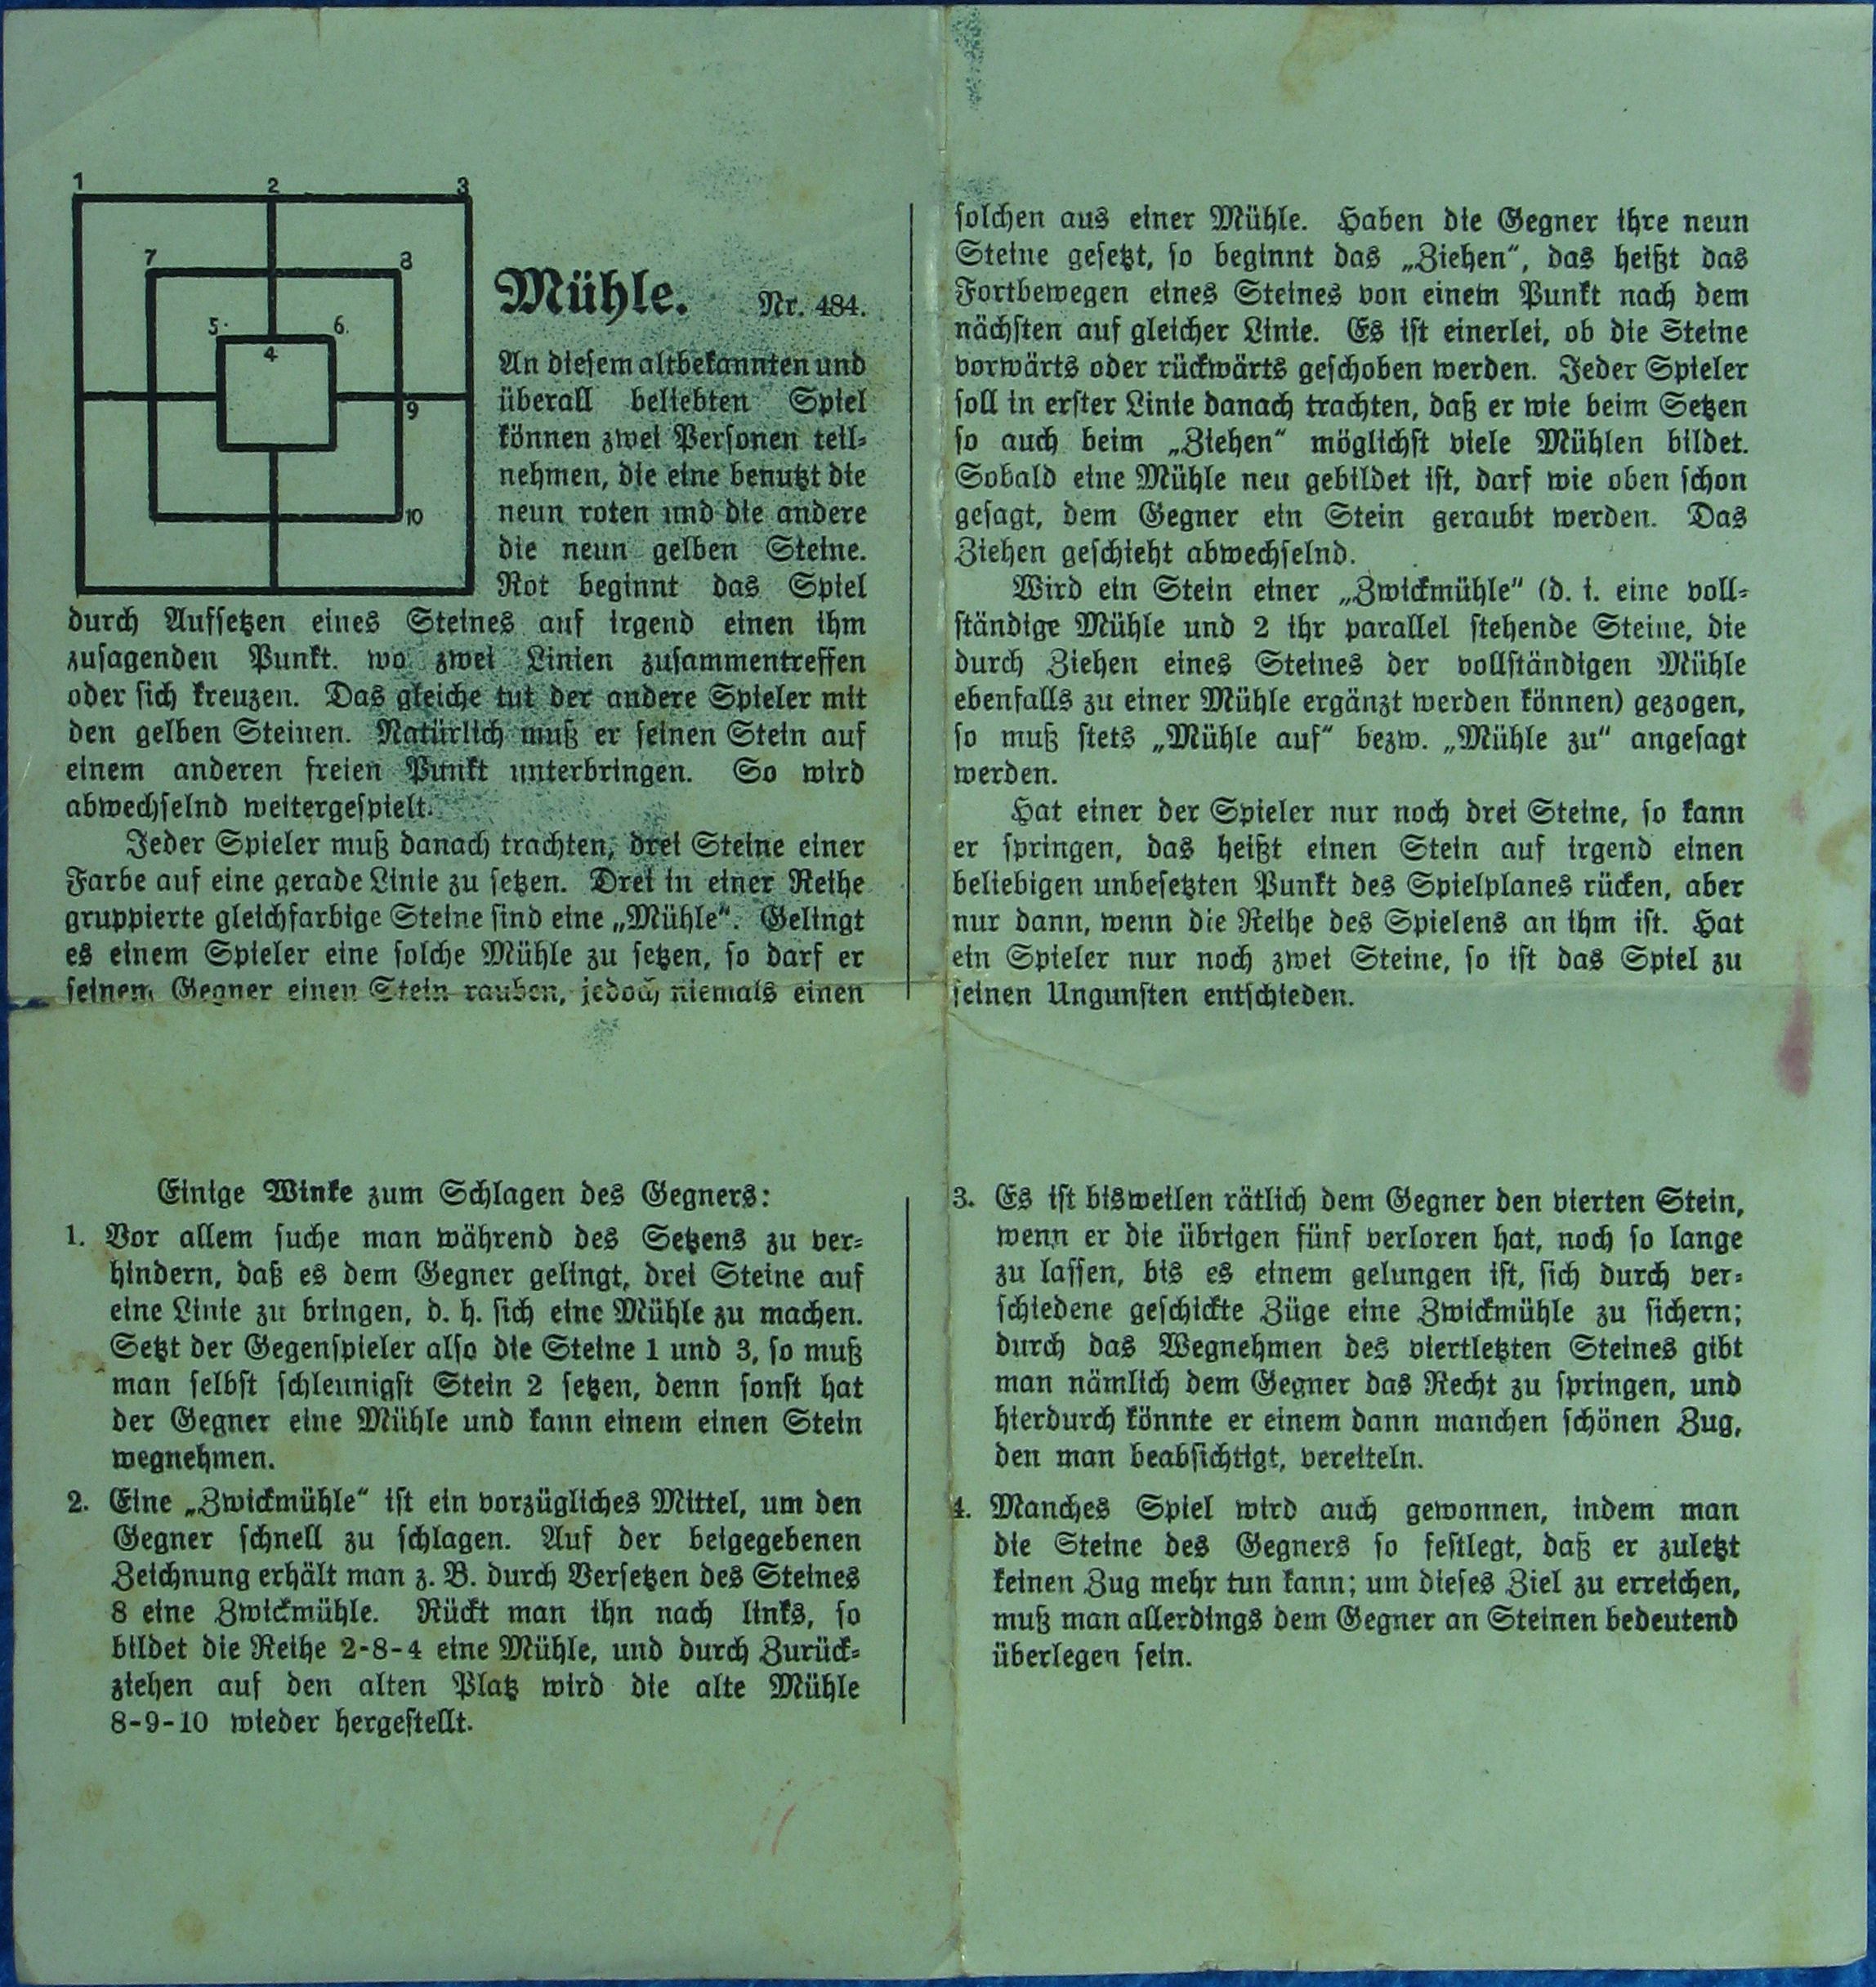 1 2 3
7 8
5. 6.
4
9
10
Mühle. Nr. 484.
An diesem altbekannten und
überall beliebten Spiel
können zwei Personen teil-
nehmen, die eine benutzt die
neun roten und die andere
die neun gelben Steine.
Rot beginnt das Spiel
durch Aufsetzen eines Steines auf irgend einen ihm
zusagenden Punkt. wo zwei Linien zusammentreffen
oder sich kreuzen. Das gleiche tut der andere Spieler mit
den gelben Steinen. Natürlich muß er seinen Stein auf
einem anderen freien Punkt unterbringen. So wird
abwechselnd weitergespielt.
Jeder Spieler muß danach trachten, drei Steine einer
Farbe auf eine gerade Linie zu setzen. Drei in einer Reihe
gruppierte gleichfarbige Steine sind eine „Mühle“. Gelingt
es einem Spieler eine solche Mühle zu setzen, so darf er
seinem Gegner einen Stein rauben, jedoch niemals einen
solchen aus einer Mühle. Haben die Gegner ihre neun
Steine gesetzt, so beginnt das „Ziehen“, das heißt das
Fortbewegen eines Steines von einem Punkt nach dem
nächsten auf gleicher Linie. Es ist einerlei, ob die Steine
vorwärts oder rückwärts geschoben werden. Jeder Spieler
soll in erster Linie danach trachten, daß er wie beim Setzen
so auch beim „Ziehen“ möglichst viele Mühlen bildet.
Sobald eine Mühle neu gebildet ist, darf wie oben schon
gesagt, dem Gegner ein Stein geraubt werden. Das
Ziehen geschieht abwechselnd.
Wird ein Stein einer „Zwickmühle“ (d. i. eine voll-
ständige Mühle und 2 ihr parallel stehende Steine, die
durch Ziehen eines Steines der vollständigen Mühle
ebenfalls zu einer Mühle ergänzt werden können) gezogen,
so muß stets „Mühle auf“ bezw. „Mühle zu“ angesagt
werden.
Hat einer der Spieler nur noch drei Steine, so kann
er springen, das heißt einen Stein auf irgend einen
beliebigen unbesetzten Punkt des Spielplanes rücken, aber
nur dann, wenn die Reihe des Spielens an ihm ist. Hat
ein Spieler nur noch zwei Steine, so ist das Spiel zu
seinen Ungunsten entschieden.
Einige Winke zum Schlagen des Gegners:
1. Vor allem suche man während des Setzens zu ver-
hindern, daß es dem Gegner gelingt, drei Steine auf
eine Linie zu bringen, d. h. sich eine Mühle zu machen.
Setzt der Gegenspieler also die Steine 1 und 3, so muß
man selbst schleunigst Stein 2 setzen, denn sonst hat
der Gegner eine Mühle und kann einem einen Stein
wegnehmen.
2. Eine „Zwickmühle“ ist ein vorzügliches Mittel, um den
Gegner schnell zu schlagen. Auf der beigegebenen
Zeichnung erhält man z. B. durch Versetzen des Steines
8 eine Zwickmühle. Rückt man ihn nach links, so
bildet die Reihe 2-8-4 eine Mühle, und durch Zurück-
ziehen auf den alten Platz wird die alte Mühle
8-9-10 wieder hergestellt.
3. Es ist bisweilen rätlich dem Gegner den vierten Stein,
wenn er die übrigen fünf verloren hat, noch so lange
zu lassen, bis es einem gelungen ist, sich durch ver-
schiedene geschickte Züge eine Zwickmühle zu sichern;
durch das Wegnehmen des viertletzten Steines gibt
man nämlich dem Gegner das Recht zu springen, und
hierdurch könnte er einem dann manchen schönen Zug,
den man beabsichtigt, vereiteln.
4. Manches Spiel wird auch gewonnen, indem man
die Steine des Gegners so festlegt, daß er zuletzt
keinen Zug mehr tun kann; um dieses Ziel zu erreichen,
muß man allerdings dem Gegner an Steinen bedeutend
überlegen sein.